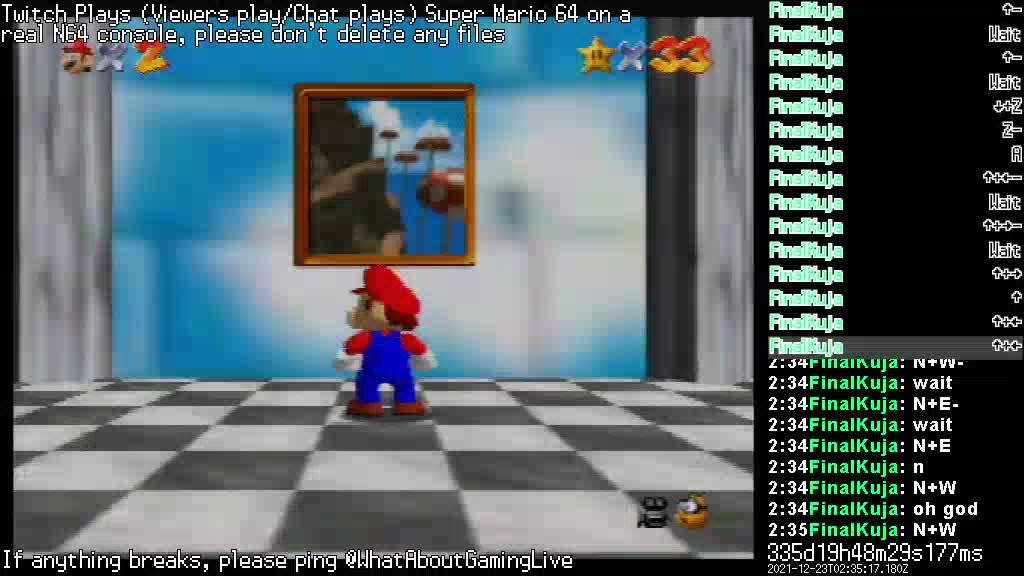 Twitch Plays (Viewers play/Chat plays) Super Mario 64 on a
real N64 console, please don't delete any files
2
33
FinalKuja ↑-
FinalKuja Wait
FinalKuja ↑-
FinalKuja Wait
FinalKuja
FinalKuja Z-
FinalKuja A
FinalKuja
FinalKuja Wait
FinalKuja
FinalKuja Wait
FinalKuja ↑+→
FinalKuja ↑
FinalKuja ↑+←
FinalKuja ↑+←
2:34FinalKuja: N+W-
2:34FinalKuja: wait
2:34FinalKuja: N+E-
2:34FinalKuja: wait
2:34FinalKuja: N+E
2:34FinalKuja: n
2:34FinalKuja: N+W
2:34FinalKuja: oh god
2:35FinalKuja: N+W
335d19h48m29s177ms
2021-12-23T02:35:17.180Z
If anything breaks, please ping @WhatAboutGamingLive